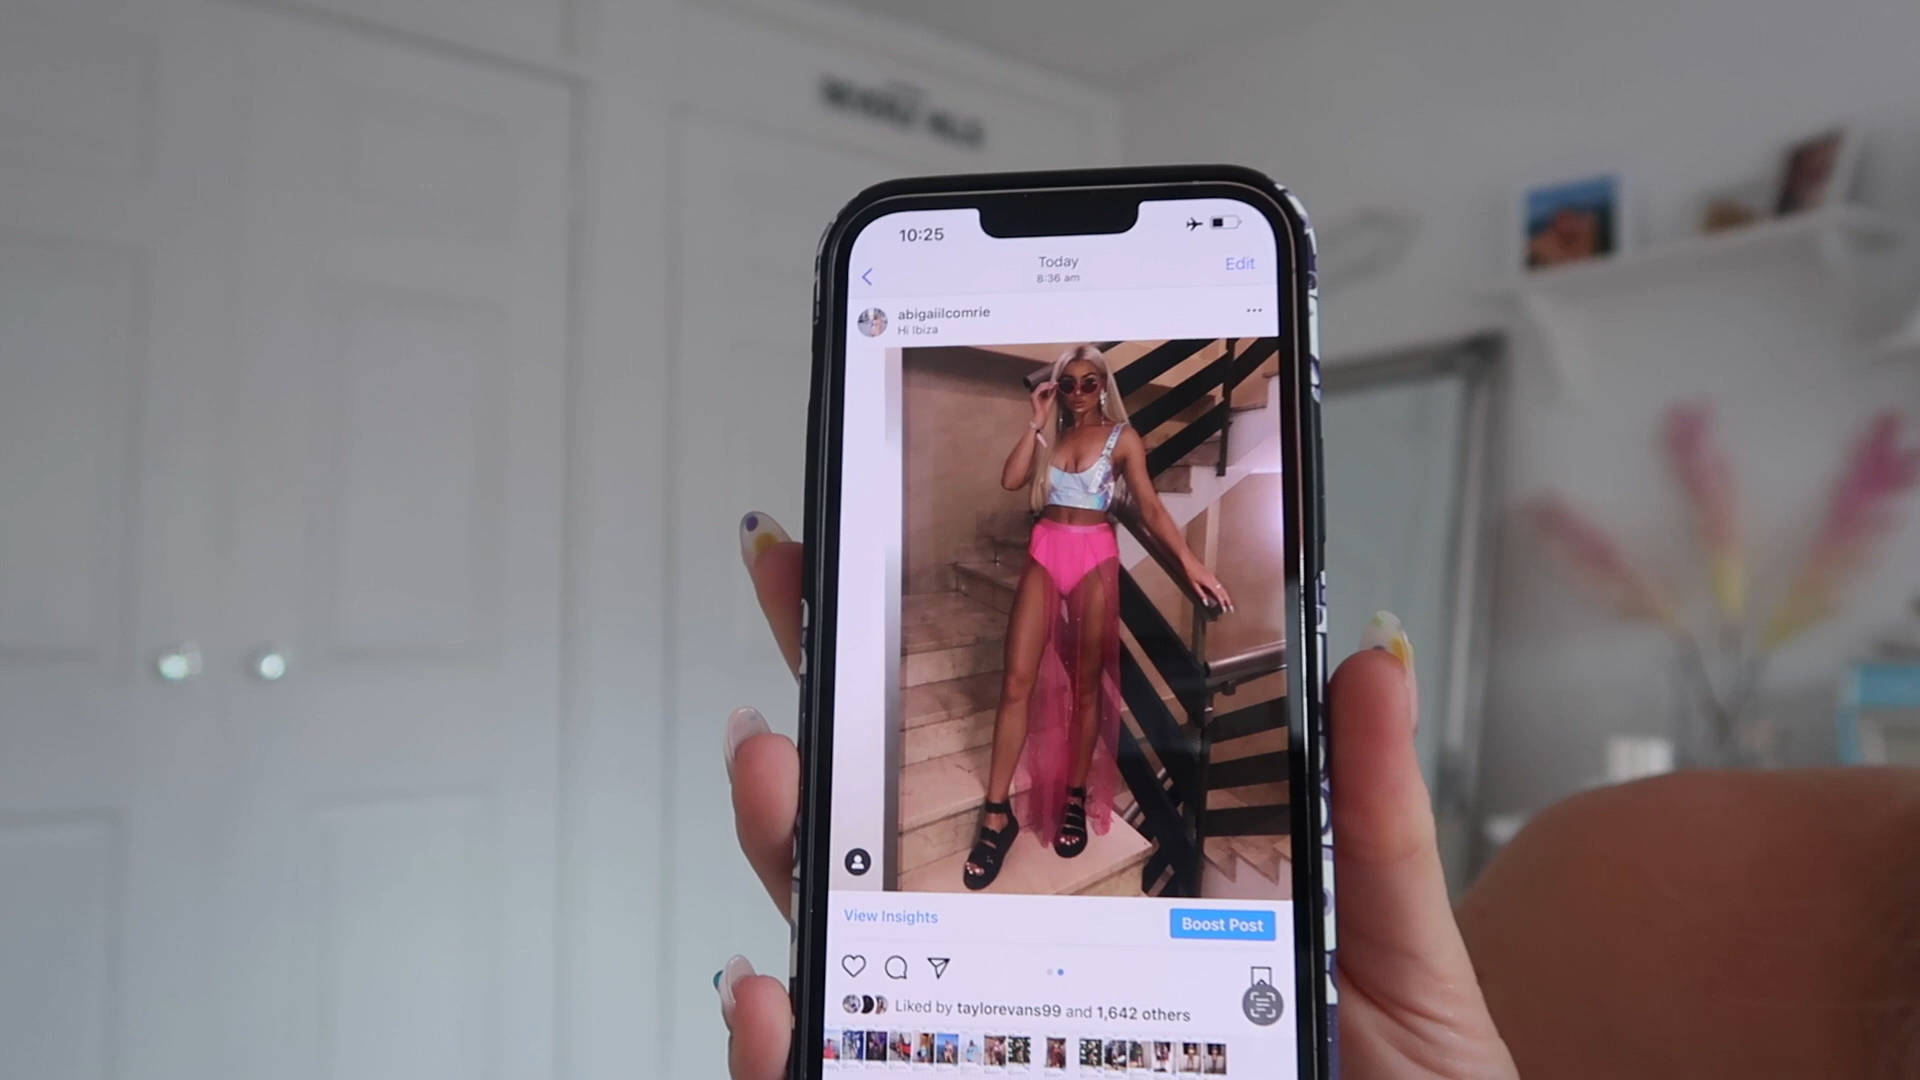 10:25
Today
8:36 am
Edit
abigaiilcomrie
Hi Ibiza
View Insights
Boost Post
Liked by taylorevans99 and 1,642 others